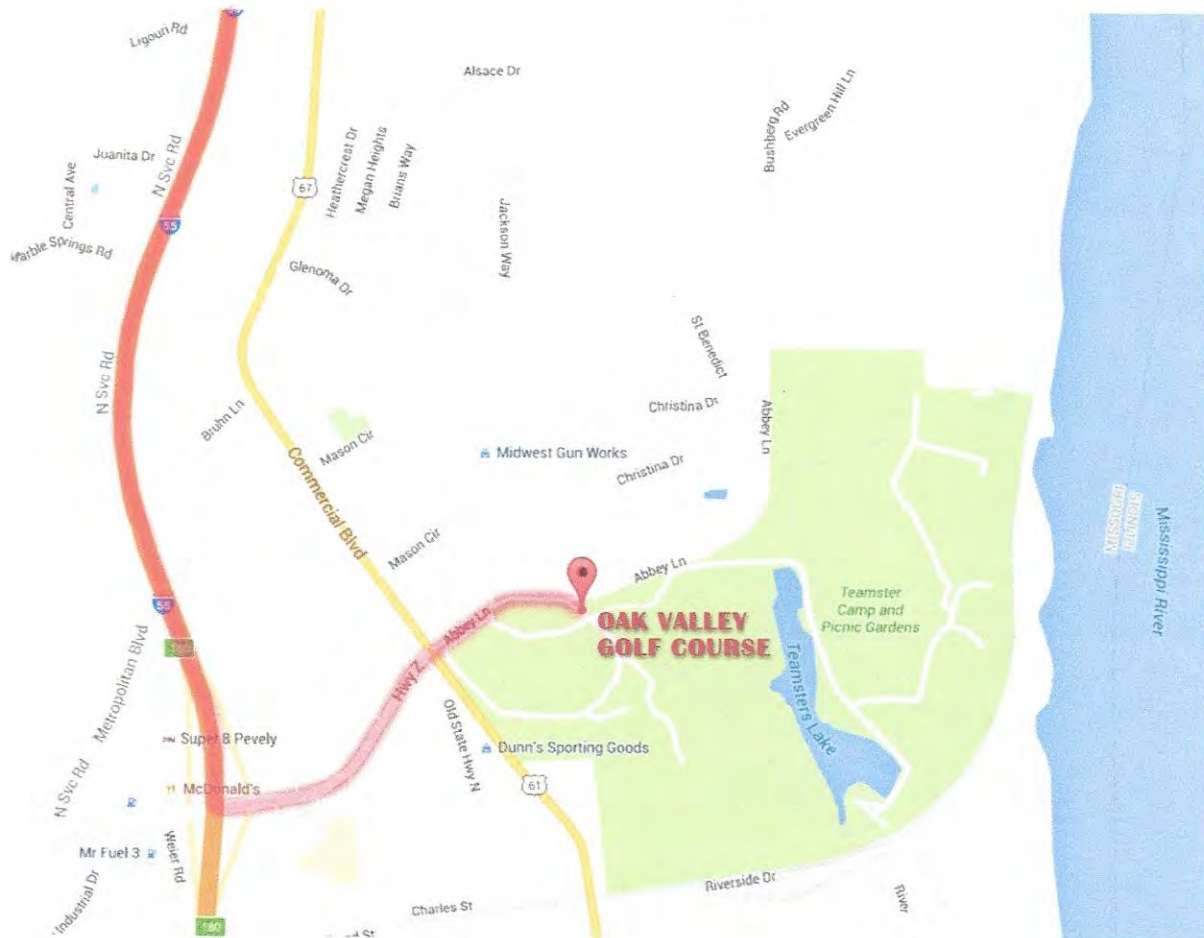 Ligoun Rd
Alsace Dr
Bushberg Rd
Evergreen Hill Ln
N Svc Rd
Juanita Dr
Central Ave
55
67
Heathercrest Dr
Megan Heights
Brians Way
Jackson Way
Marble Springs Rd
Glenoma Dr
St Benedict
N Svc Rd
Bruhn Ln
Mason Cir
Commercial Blvd
Midwest Gun Works
Christina Dr
Abbey Ln
Christina Dr
Mason Cir
Abbey Ln
Mississippi River
MISSOURI
ILLINOIS
55
Metropolitan Blvd
Hwy Z
Abbey Ln
OAK VALLEY
GOLF COURSE
Teamster
Camp and
Picnic Gardens
Teamsters Lake
Super 8 Pevely
Old State Hwy N
Dunn's Sporting Goods
N Svc Rd
McDonald's
61
Mr Fuel 3
Weier Rd
Industrial Dr
180
Charles St
Riverside Dr
River